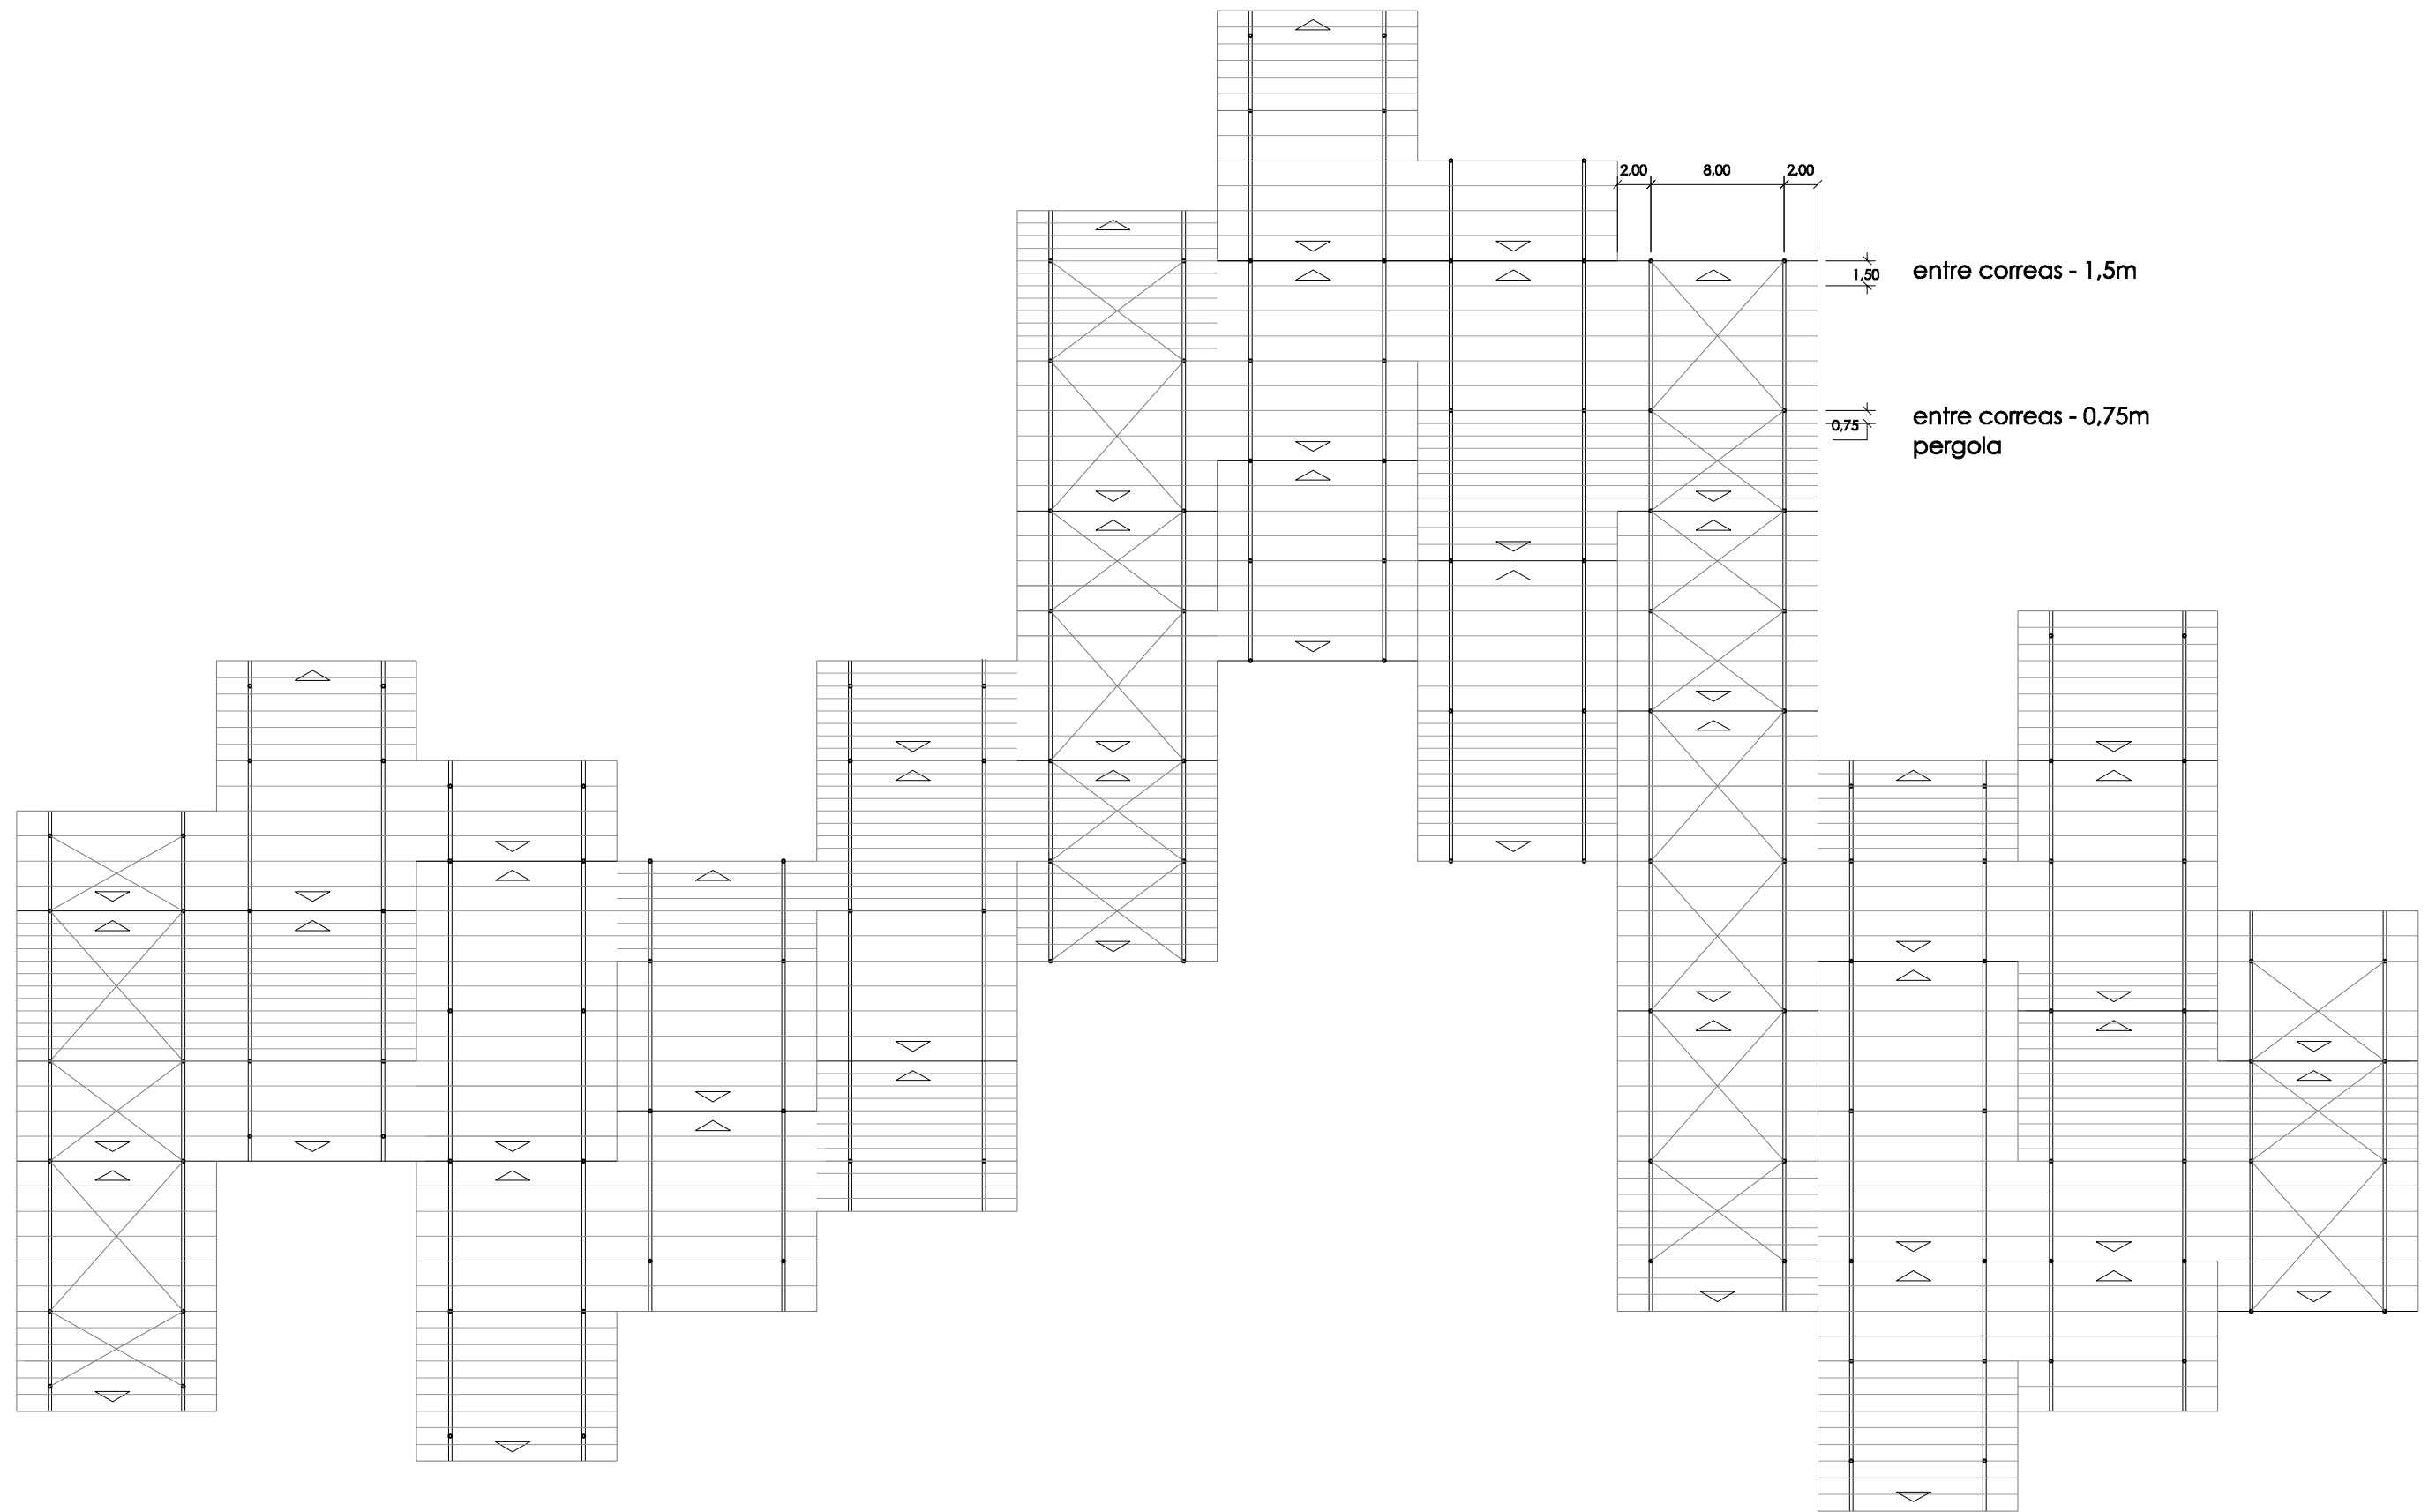 2,00 8,00 2,00
1,50 entre correas - 1,5m
0,75 entre correas - 0,75m
pergola